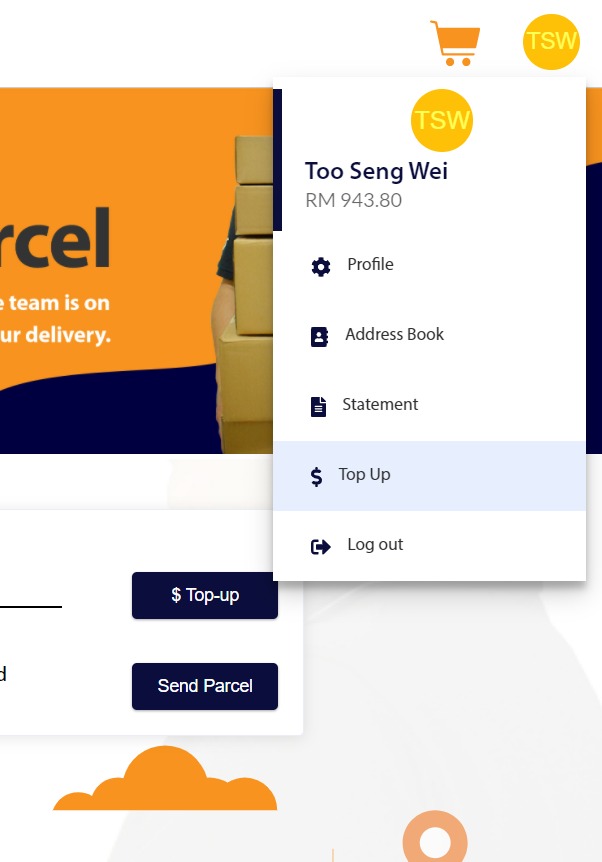 TSW
TSW
Too Seng Wei
RM 943.80
Profile
Address Book
Statement
Top Up
Log out
rcel
e team is on
ur delivery.
$ Top-up
d
Send Parcel